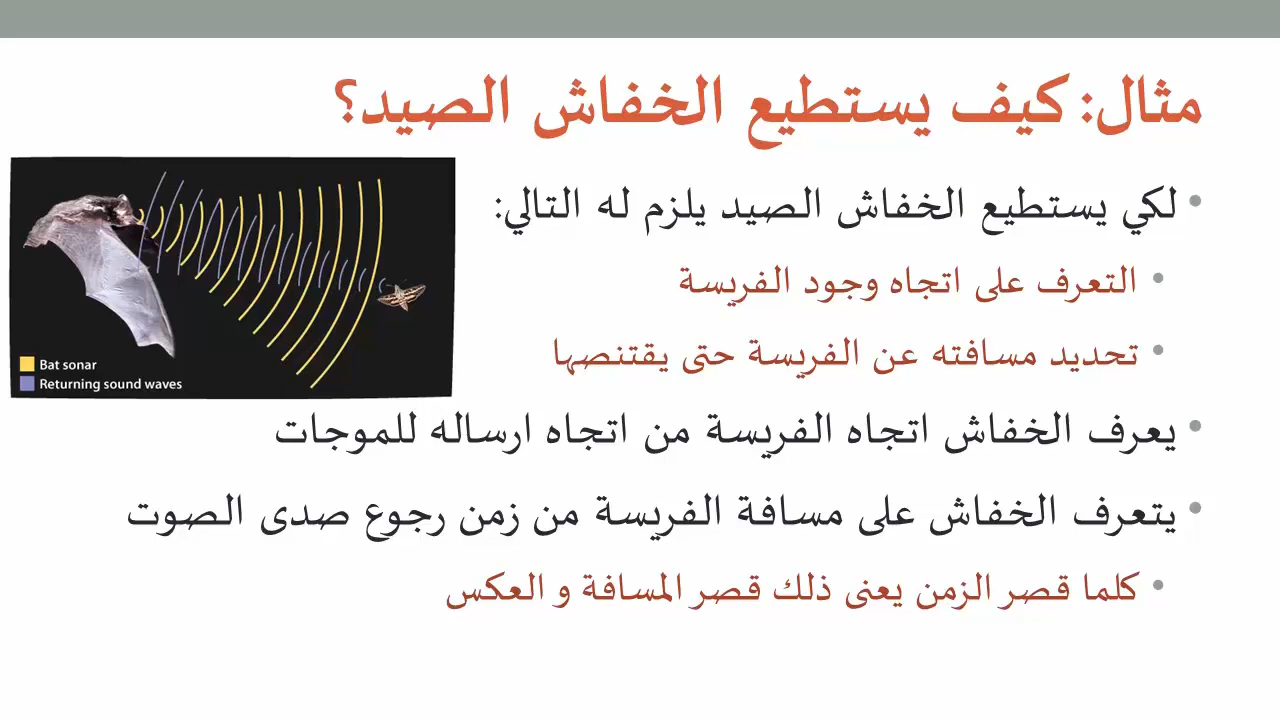 مثال: كيف يستطيع الخفاش الصيد؟
لكي يستطيع الخفاش الصيد يلزم له التالي:
التعرف على اتجاه وجود الفريسة
تحديد مسافته عن الفريسة حتى يقتنصها
Bat sonar
Returning sound waves
يعرف الخفاش اتجاه الفريسة من اتجاه ارساله للموجات
يتعرف الخفاش على مسافة الفريسة من زمن رجوع صدى الصوت
كلما قصر الزمن يعنى ذلك قصر المسافة و العكس